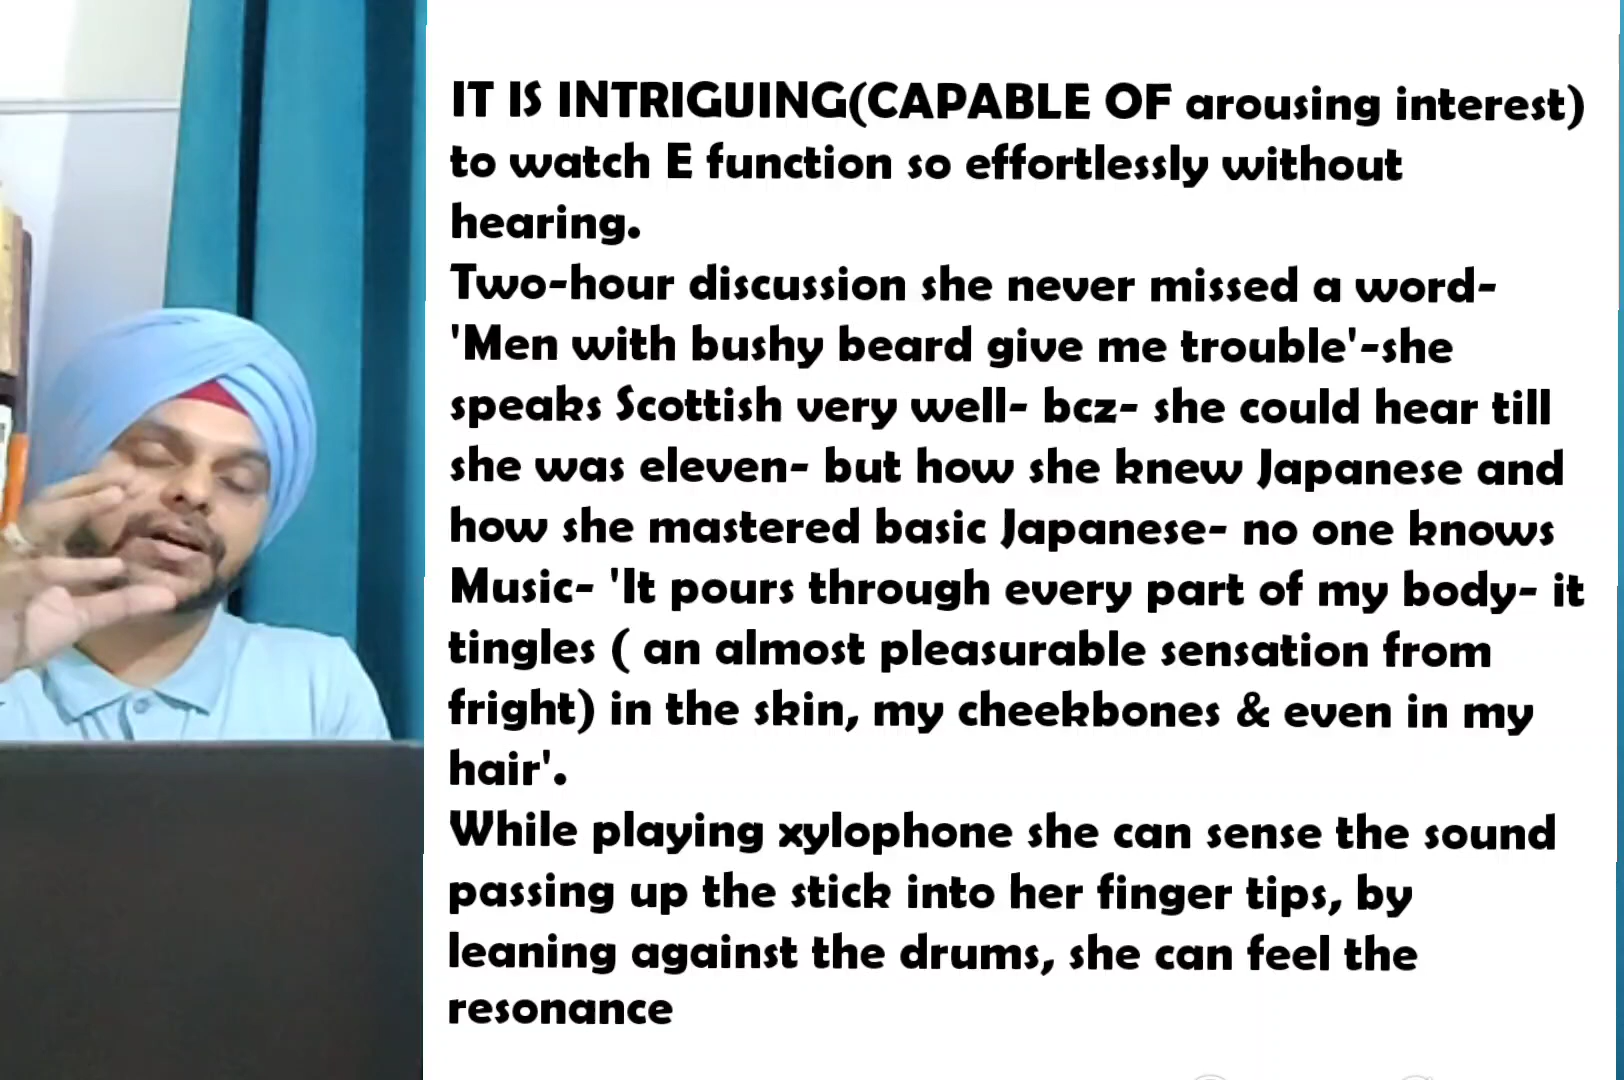 IT IS INTRIGUING(CAPABLE OF arousing interest)
to watch E function so effortlessly without
hearing.
Two-hour discussion she never missed a word-
'Men with bushy beard give me trouble'-she
speaks Scottish very well- bcz- she could hear till
she was eleven- but how she knew Japanese and
how she mastered basic Japanese- no one knows
Music- 'It pours through every part of my body- it
tingles ( an almost pleasurable sensation from
fright) in the skin, my cheekbones & even in my
hair'.
While playing xylophone she can sense the sound
passing up the stick into her finger tips, by
leaning against the drums, she can feel the
resonance